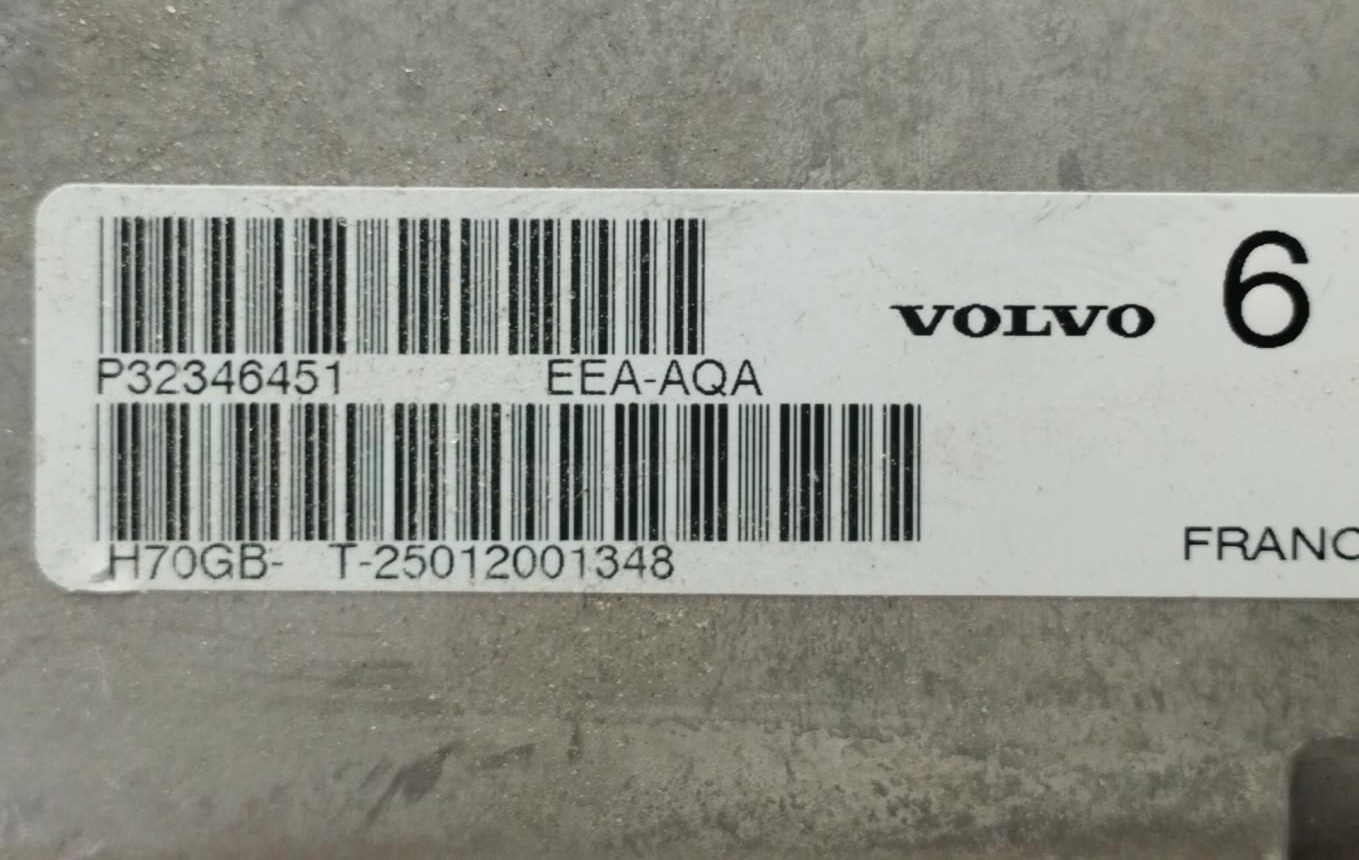 VOLVO 6
P32346451 EEA-AQA
H70GB- T-25012001348
FRANC